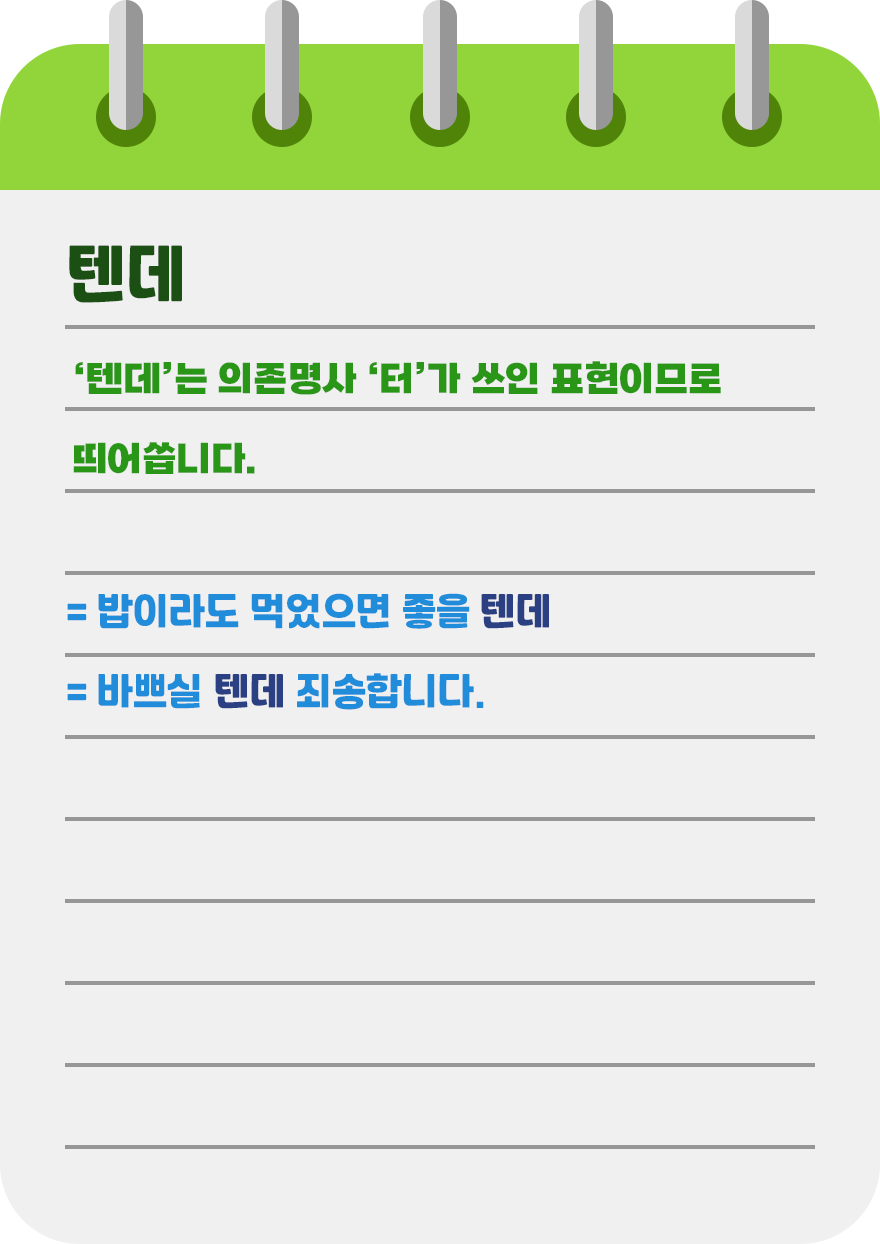 텐데
‘텐데’는 의존명사 ‘터’가 쓰인 표현이므로
띄어씁니다.
= 밥이라도 먹었으면 좋을 텐데
= 바쁘실 텐데 죄송합니다.